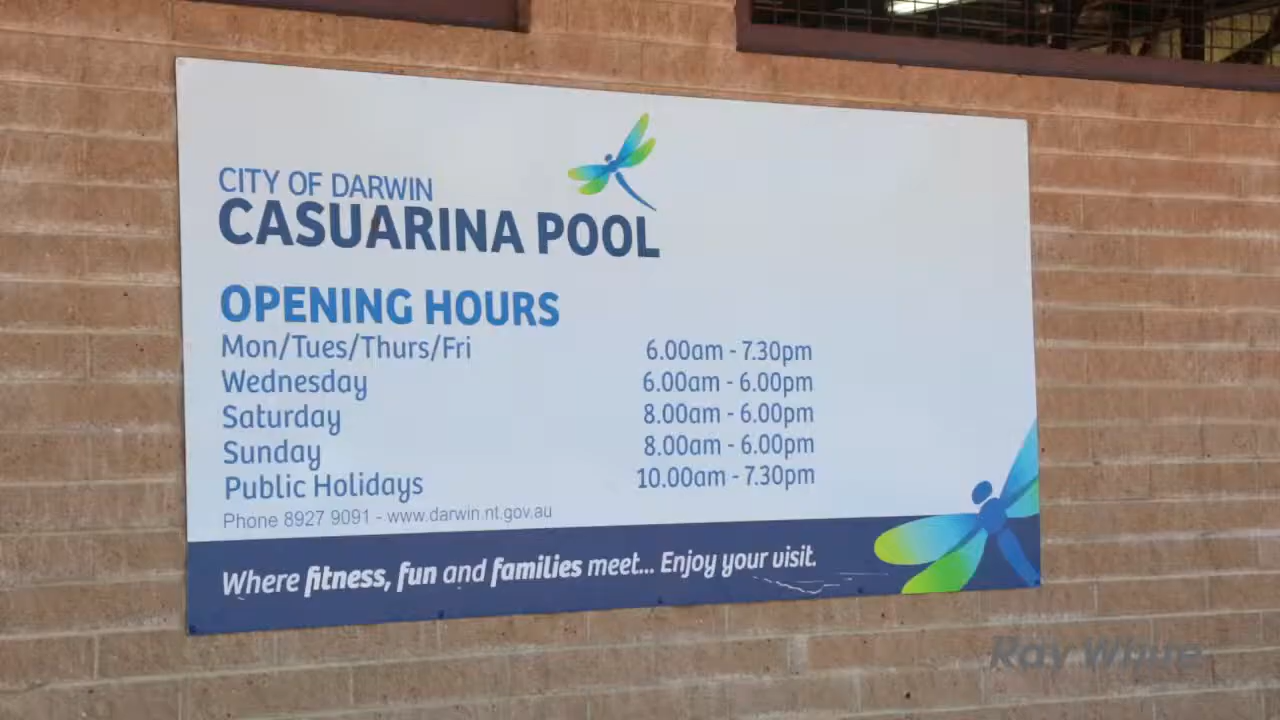 CITY OF DARWIN
CASUARINA POOL
OPENING HOURS
Mon/Tues/Thurs/Fri 6.00am - 7.30pm
Wednesday 6.00am - 6.00pm
Saturday 8.00am - 6.00pm
Sunday 8.00am - 6.00pm
Public Holidays 10.00am - 7.30pm
Phone 8927 9091 - www.darwin.nt.gov.au
Where fitness, fun and families meet... Enjoy your visit.
Ray White